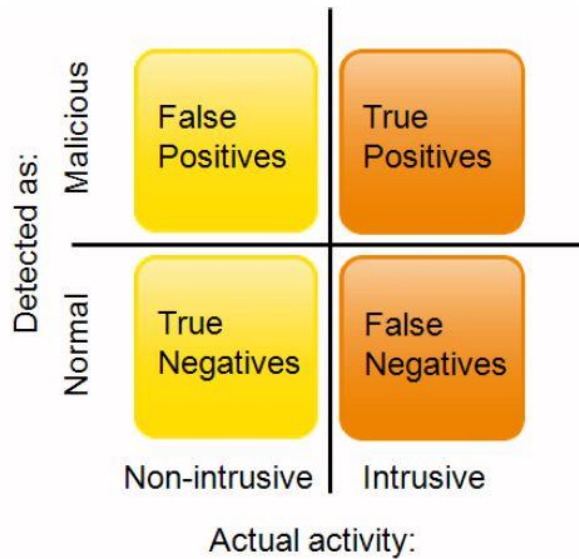 Detected as:
Malicious
False
Positives
True
Positives
Normal
True
Negatives
False
Negatives
Non-intrusive
Intrusive
Actual activity: